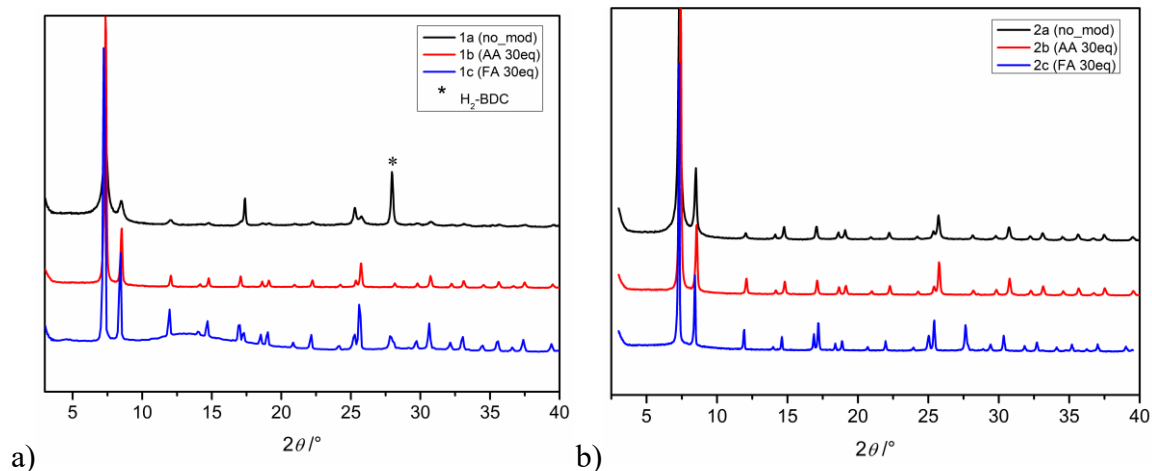 1a (no_mod)
1b (AA 30eq)
1c (FA 30eq)
* H₂-BDC
*
5 10 15 20 25 30 35 40
2θ/°
a)
2a (no_mod)
2b (AA 30eq)
2c (FA 30eq)
5 10 15 20 25 30 35 40
2θ/°
b)